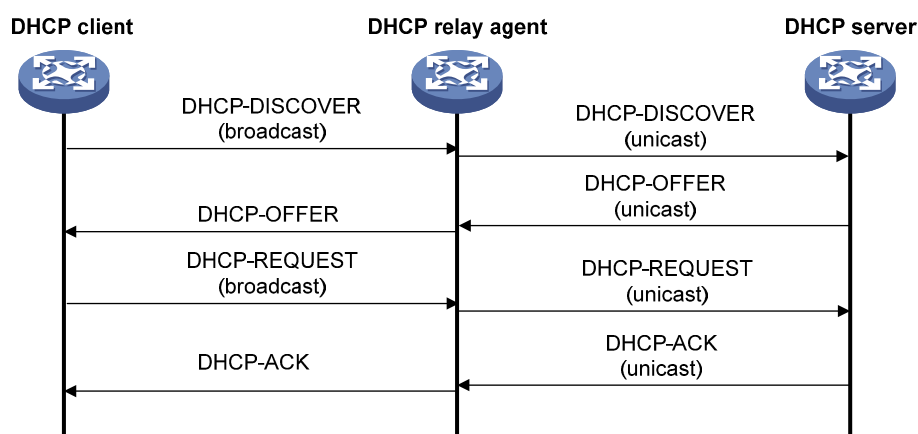 DHCP client
DHCP relay agent
DHCP server
DHCP-DISCOVER
(broadcast)
DHCP-DISCOVER
(unicast)
DHCP-OFFER
(unicast)
DHCP-OFFER
DHCP-REQUEST
(broadcast)
DHCP-REQUEST
(unicast)
DHCP-ACK
(unicast)
DHCP-ACK